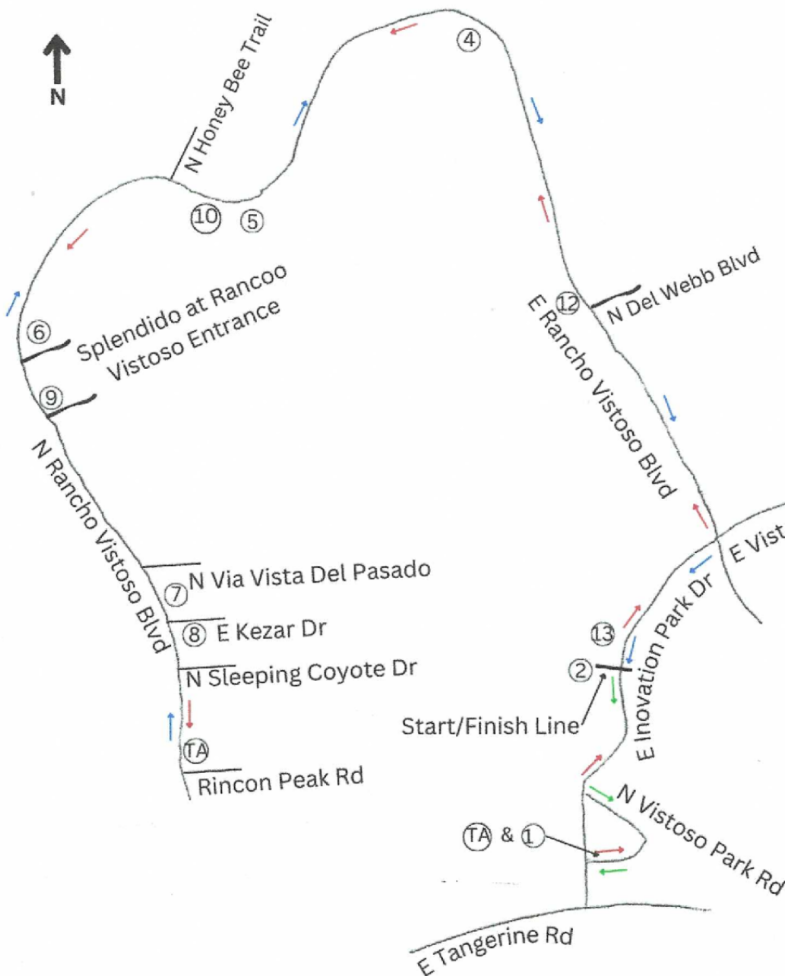 N
N Honey Bee Trail
④
⑩
⑤
⑥
Splendido at Rancoo
Vistoso Entrance
⑨
⑫
N Del Webb Blvd
E Rancho Vistoso Blvd
N Rancho Vistoso Blvd
N Via Vista Del Pasado
⑦
⑧ E Kezar Dr
N Sleeping Coyote Dr
TA
Rincon Peak Rd
E Vist
E Inovation Park Dr
⑬
②
Start/Finish Line
N Vistoso Park Rd
TA & ①
E Tangerine Rd